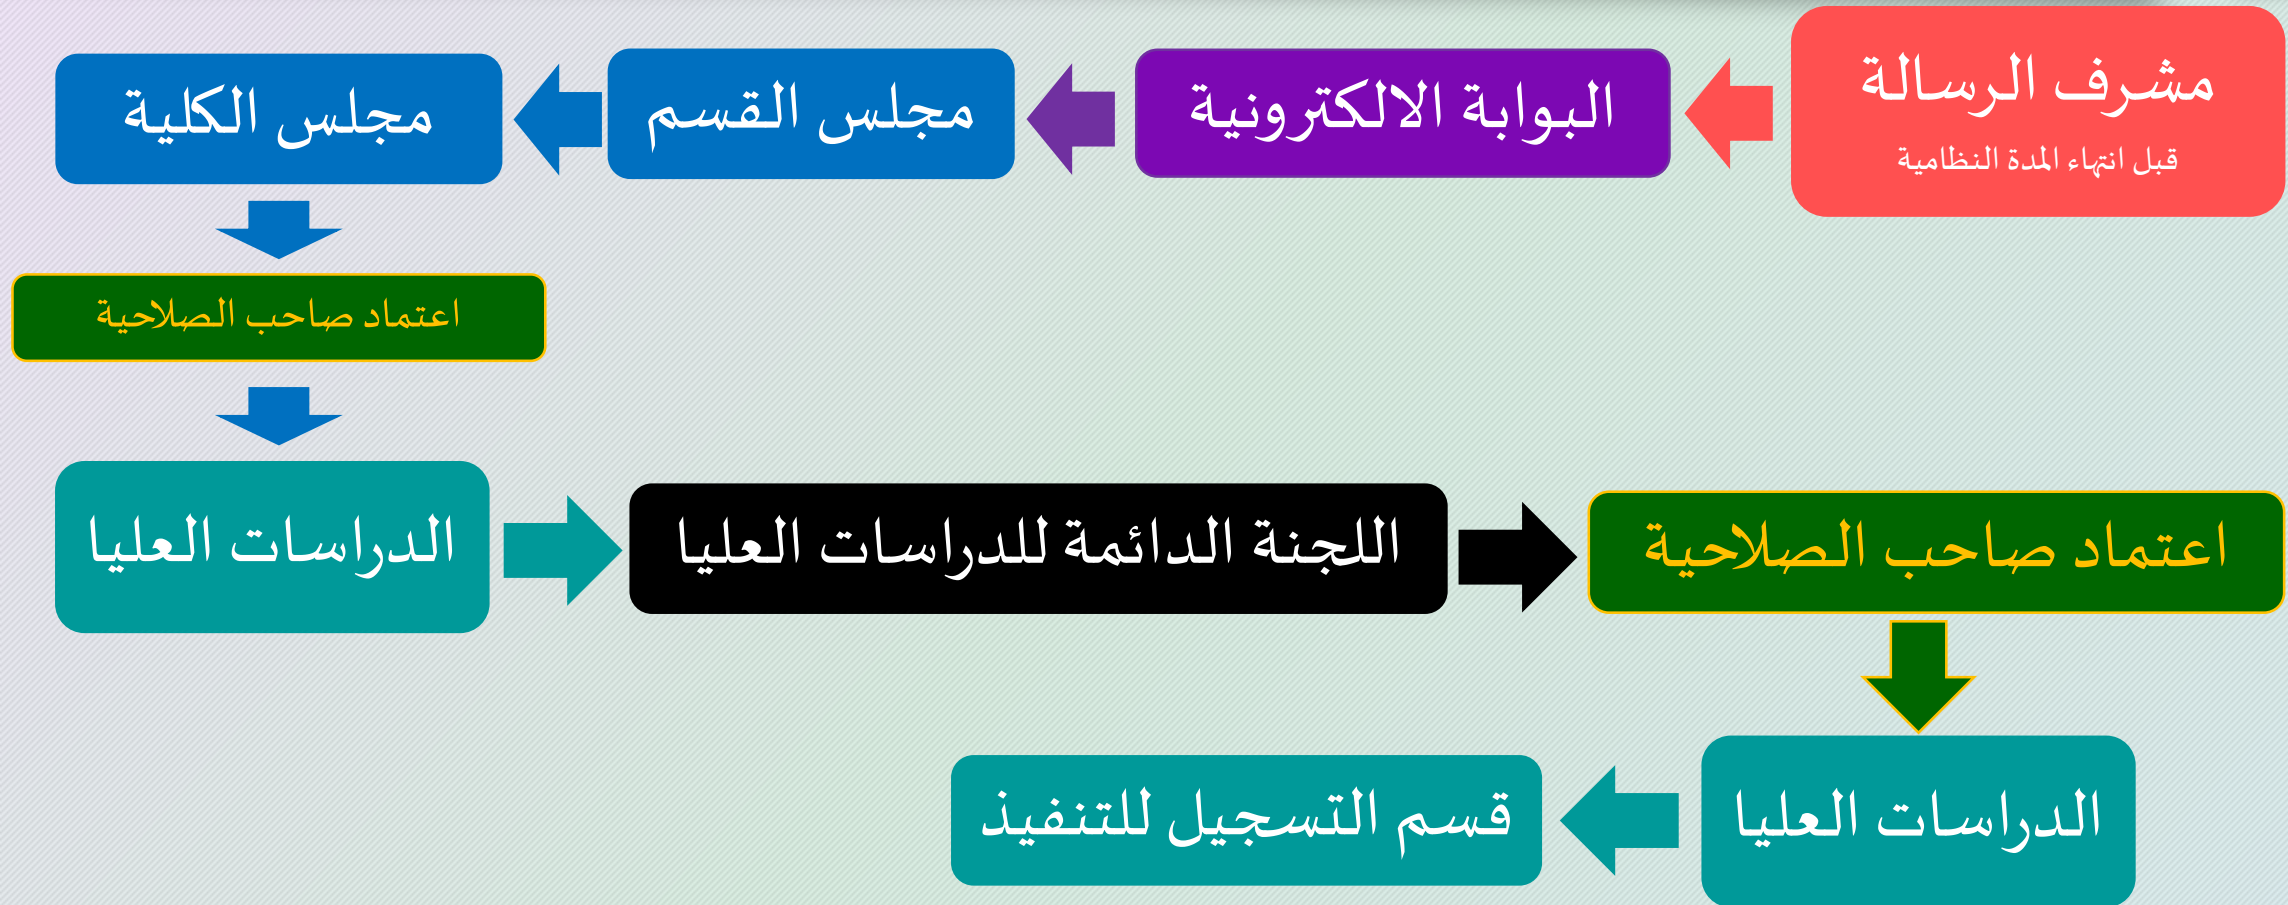 مشرف الرسالة
قبل انتهاء المدة النظامية
البوابة الالكترونية
مجلس القسم
مجلس الكلية
اعتماد صاحب الصلاحية
الدراسات العليا
اللجنة الدائمة للدراسات العليا
اعتماد صاحب الصلاحية
الدراسات العليا
قسم التسجيل للتنفيذ